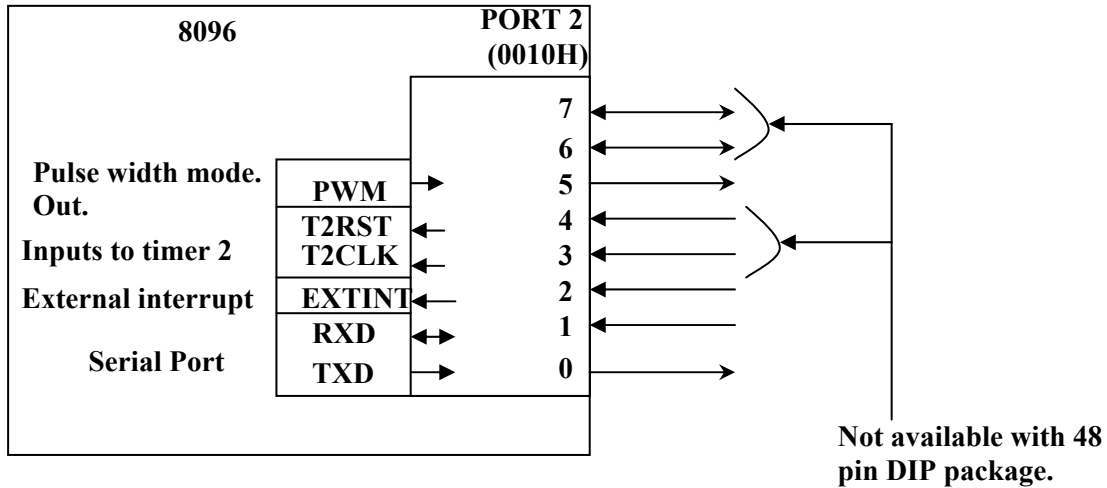 8096
PORT 2
(0010H)
7
6
5
4
3
2
1
0
Pulse width mode.
Out.
PWM
Inputs to timer 2
T2RST
T2CLK
External interrupt
EXTINT
Serial Port
RXD
TXD
Not available with 48
pin DIP package.